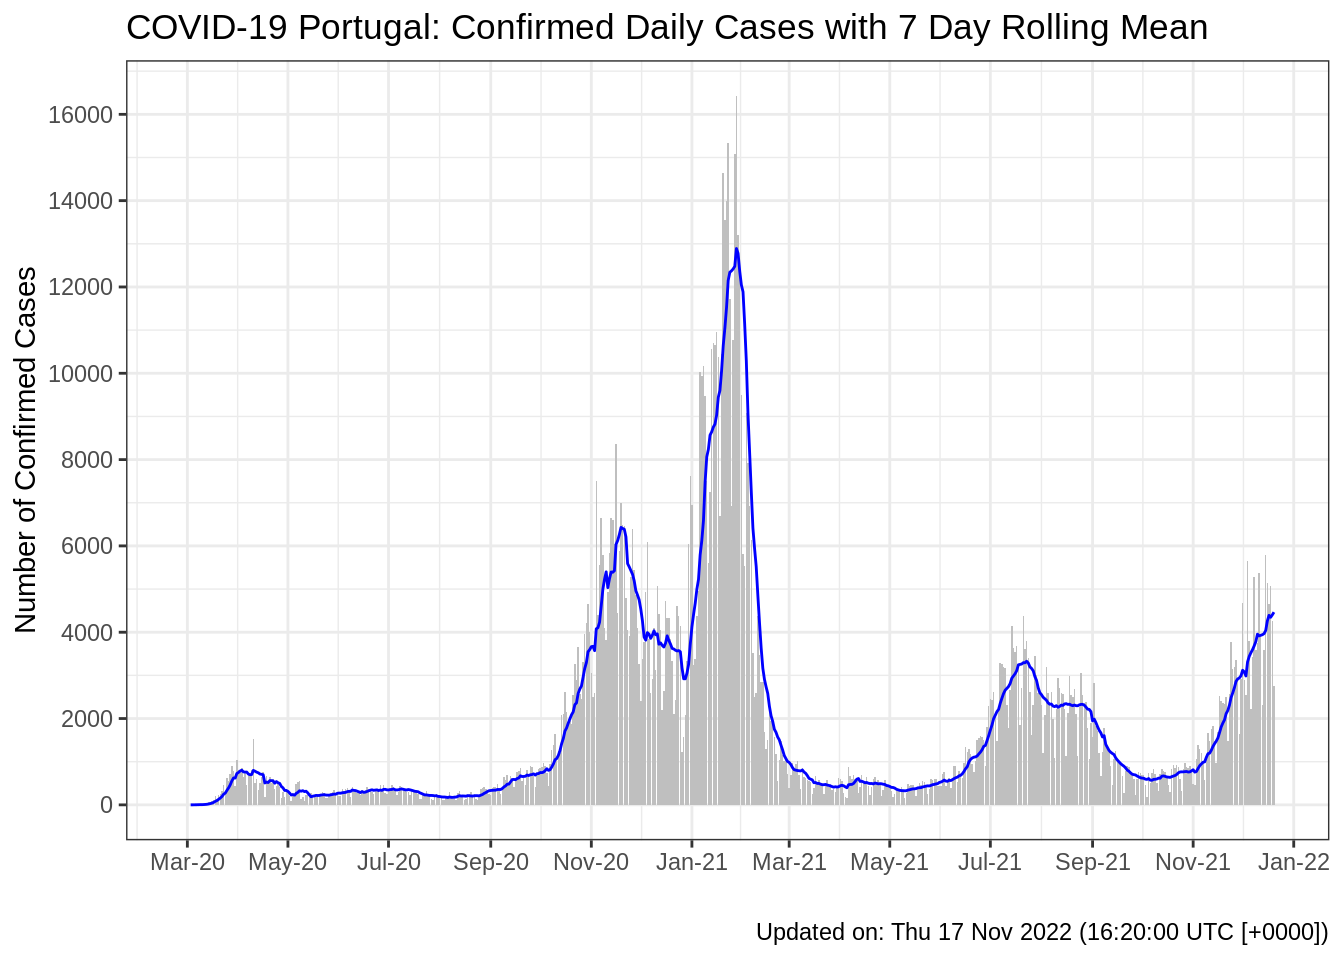 COVID-19 Portugal: Confirmed Daily Cases with 7 Day Rolling Mean
Number of Confirmed Cases
16000
14000
12000
10000
8000
6000
4000
2000
0
Mar-20 May-20 Jul-20 Sep-20 Nov-20 Jan-21 Mar-21 May-21 Jul-21 Sep-21 Nov-21 Jan-22
Updated on: Thu 17 Nov 2022 (16:20:00 UTC [+0000])